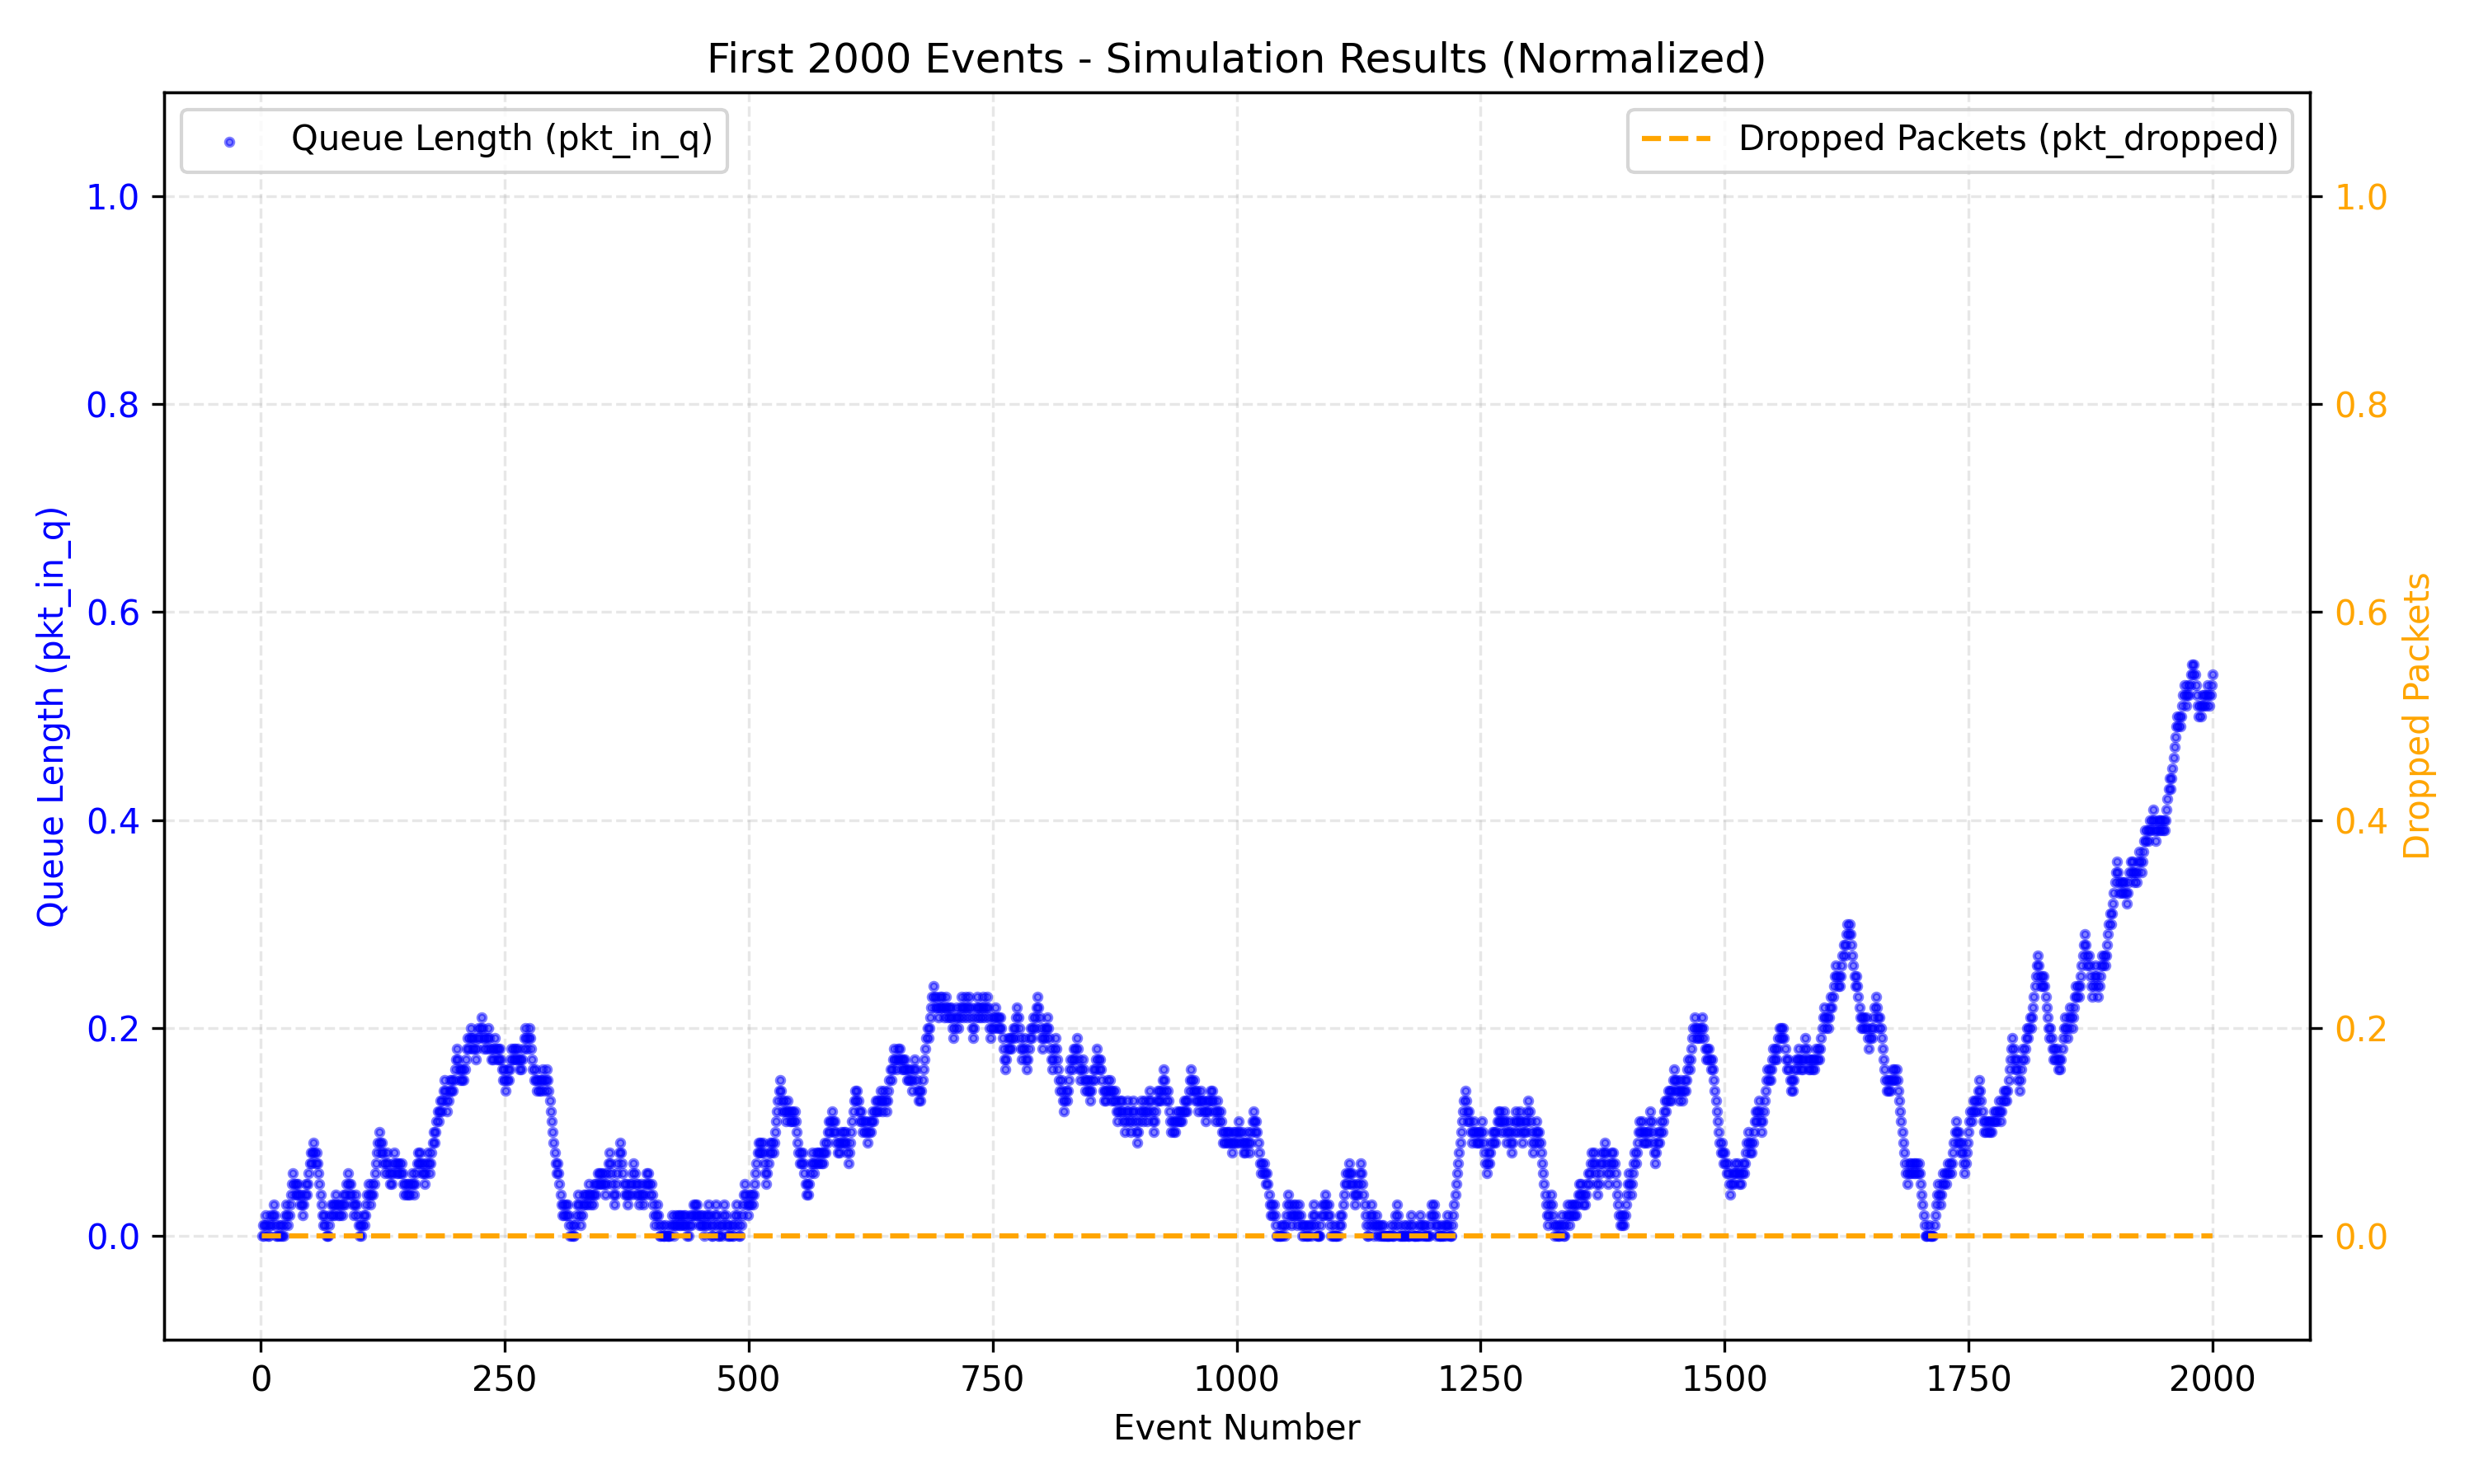 First 2000 Events - Simulation Results (Normalized)
Queue Length (pkt_in_q)
Dropped Packets (pkt_dropped)
1.0
0.8
0.6
0.4
0.2
0.0
Queue Length (pkt_in_q)
1.0
0.8
0.6
0.4
0.2
0.0
Dropped Packets
0 250 500 750 1000 1250 1500 1750 2000
Event Number